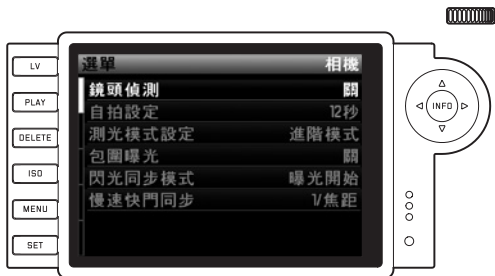 LV
PLAY
DELETE
ISO
MENU
SET
選單 相機
鏡頭偵測 關
自拍設定 12秒
測光模式設定 進階模式
包圍曝光 關
閃光同步模式 曝光開始
慢速快門同步 1/焦距
INFO